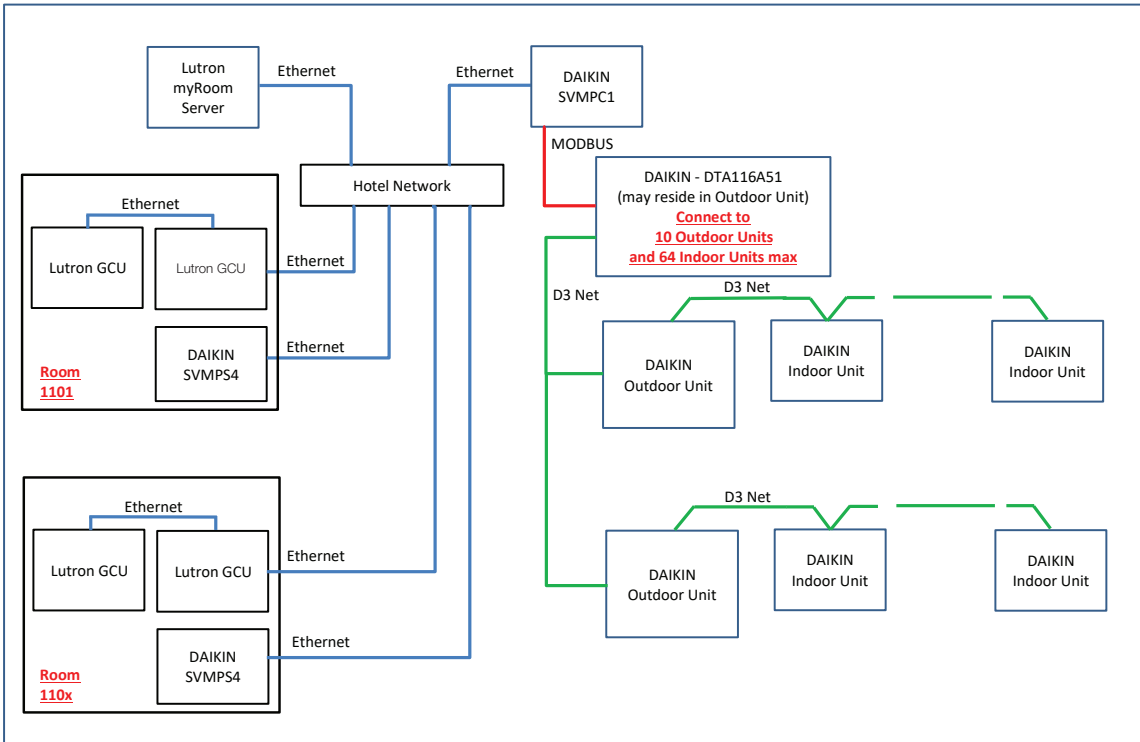 Lutron
myRoom
Server
Ethernet
Ethernet
DAIKIN
SVMPC1
MODBUS
Hotel Network
DAIKIN - DTA116A51
(may reside in Outdoor Unit)
Connect to
10 Outdoor Units
and 64 Indoor Units max
Ethernet
Lutron GCU
Lutron GCU
Ethernet
DAIKIN
SVMPS4
Ethernet
Room
1101
D3 Net
D3 Net
DAIKIN
Outdoor Unit
DAIKIN
Indoor Unit
DAIKIN
Indoor Unit
Ethernet
Lutron GCU
Lutron GCU
Ethernet
DAIKIN
SVMPS4
Ethernet
Room
110x
D3 Net
DAIKIN
Outdoor Unit
DAIKIN
Indoor Unit
DAIKIN
Indoor Unit